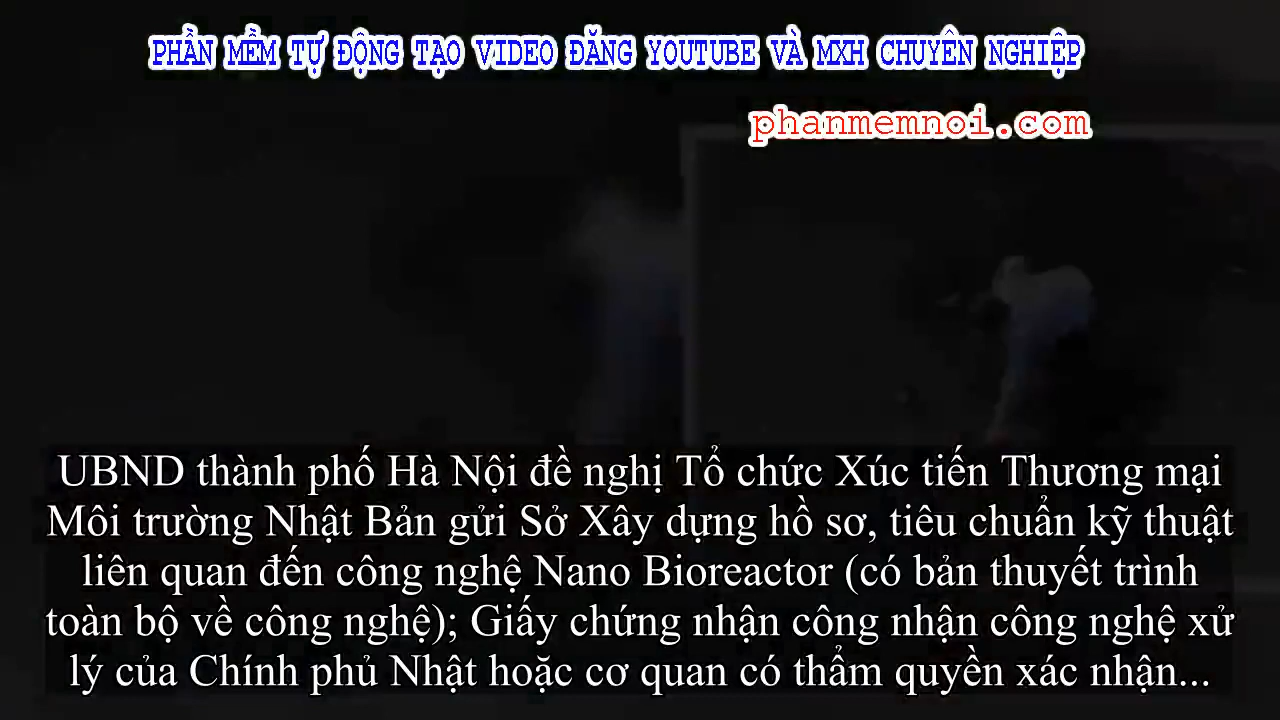 PHẦN MỀM TỰ ĐỘNG TẠO VIDEO ĐĂNG YOUTUBE VÀ MXH CHUYÊN NGHIỆP
phanmemnoi.com
UBND thành phố Hà Nội đề nghị Tổ chức Xúc tiến Thương mại
Môi trường Nhật Bản gửi Sở Xây dựng hồ sơ, tiêu chuẩn kỹ thuật
liên quan đến công nghệ Nano Bioreactor (có bản thuyết trình
toàn bộ về công nghệ); Giấy chứng nhận công nhận công nghệ xử
lý của Chính phủ Nhật hoặc cơ quan có thẩm quyền xác nhận...